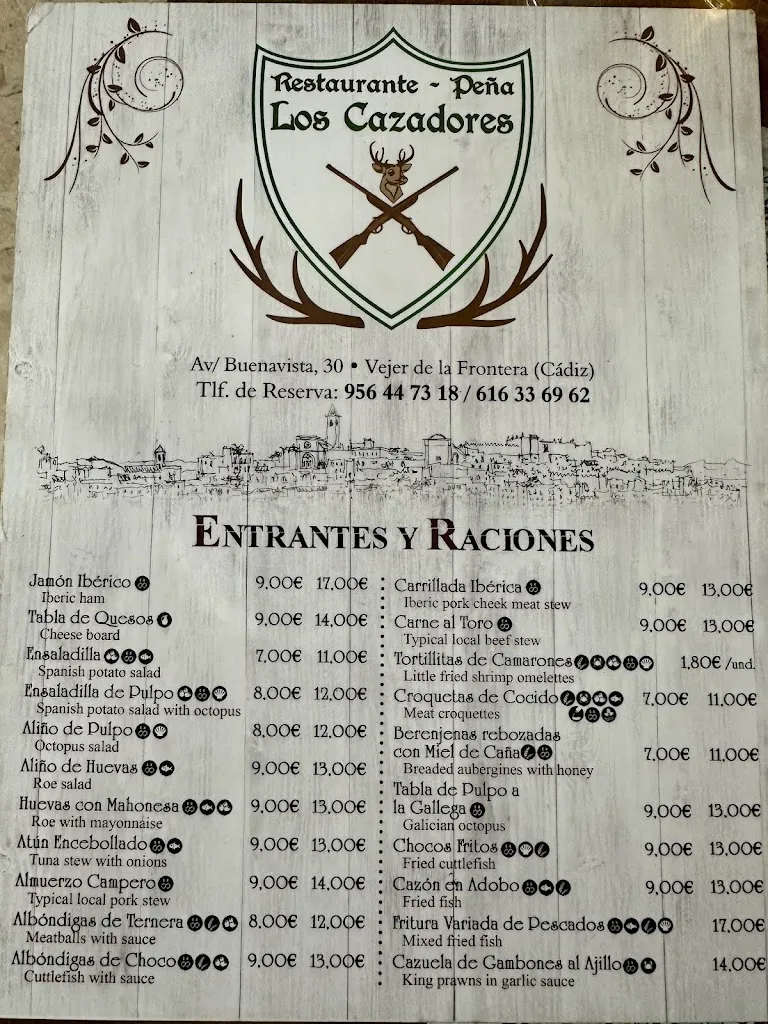 Restaurante - Peña
Los Cazadores
Av/ Buenavista, 30 • Vejer de la Frontera (Cádiz)
Tlf. de Reserva: 956 44 73 18 / 616 33 69 62
ENTRANTES Y RACIONES
Jamón Ibérico 9,00€ 17,00€
Iberic ham
Tabla de Quesos 9,00€ 14,00€
Cheese board
Ensaladilla 7,00€ 11,00€
Spanish potato salad
Ensaladilla de Pulpo 8,00€ 12,00€
Spanish potato salad with octopus
Aliño de Pulpo 8,00€ 12,00€
Octopus salad
Aliño de Huevas 9,00€ 13,00€
Roe salad
Huevas con Mahonesa 9,00€ 13,00€
Roe with mayonnaise
Atún Encebollado 9,00€ 13,00€
Tuna stew with onions
Almuerzo Campero 9,00€ 14,00€
Typical local pork stew
Albóndigas de Ternera 8,00€ 12,00€
Meatballs with sauce
Albóndigas de Choco 9,00€ 13,00€
Cuttlefish with sauce
Carrillada Ibérica 9,00€ 13,00€
Iberic pork cheek meat stew
Carne al Toro 9,00€ 13,00€
Typical local beef stew
Tortillitas de Camarones 1,80€ /und.
Little fried shrimp omelettes
Croquetas de Cocido 7,00€ 11,00€
Meat croquettes
Berenjenas rebozadas
con Miel de Caña 7,00€ 11,00€
Breaded aubergines with honey
Tabla de Pulpo a
la Gallega 9,00€ 13,00€
Galician octopus
Chocos Fritos 9,00€ 13,00€
Fried cuttlefish
Cazón en Adobo 9,00€ 13,00€
Fried fish
Fritura Variada de Pescados 17,00€
Mixed fried fish
Cazuela de Gambones al Ajillo 14,00€
King prawns in garlic sauce